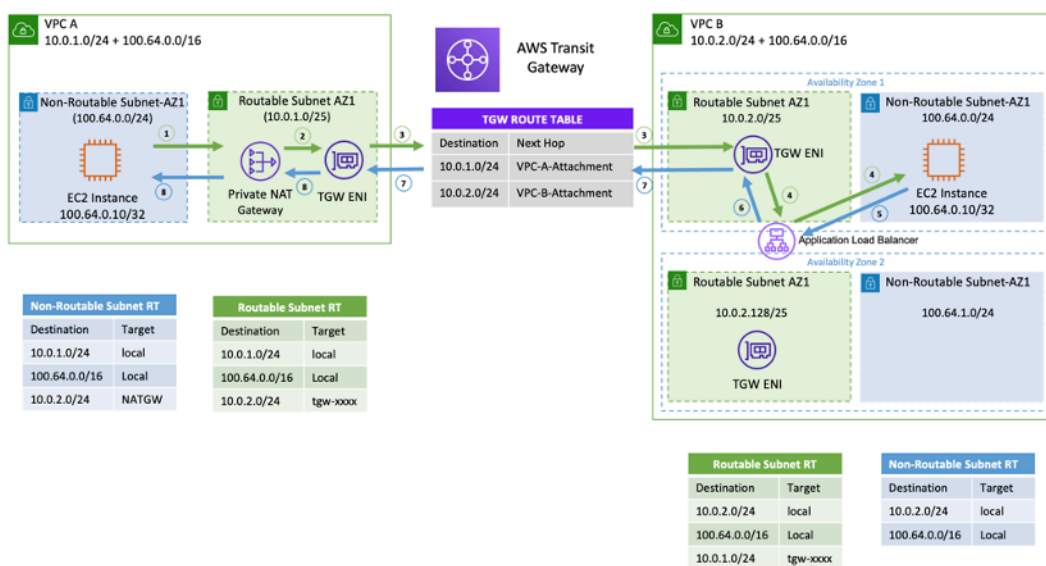 VPC A
10.0.1.0/24 + 100.64.0.0/16
Non-Routable Subnet-AZ1
(100.64.0.0/24)
1
EC2 Instance
100.64.0.10/32
8
Routable Subnet AZ1
(10.0.1.0/25)
2
Private NAT
Gateway
8
TGW ENI
3
7
AWS Transit
Gateway
TGW ROUTE TABLE
Destination Next Hop
10.0.1.0/24 VPC-A-Attachment
10.0.2.0/24 VPC-B-Attachment
3
7
VPC B
10.0.2.0/24 + 100.64.0.0/16
Availability Zone 1
Routable Subnet AZ1
10.0.2.0/25
TGW ENI
4
6
Non-Routable Subnet-AZ1
100.64.0.0/24
4
5
EC2 Instance
100.64.0.10/32
Application Load Balancer
Availability Zone 2
Routable Subnet AZ1
10.0.2.128/25
TGW ENI
Non-Routable Subnet-AZ1
100.64.1.0/24
Non-Routable Subnet RT
Destination Target
10.0.1.0/24 local
100.64.0.0/16 Local
10.0.2.0/24 NATGW
Routable Subnet RT
Destination Target
10.0.1.0/24 local
100.64.0.0/16 Local
10.0.2.0/24 tgw-xxxx
Routable Subnet RT
Destination Target
10.0.2.0/24 local
100.64.0.0/16 Local
10.0.1.0/24 tgw-xxxx
Non-Routable Subnet RT
Destination Target
10.0.2.0/24 local
100.64.0.0/16 Local